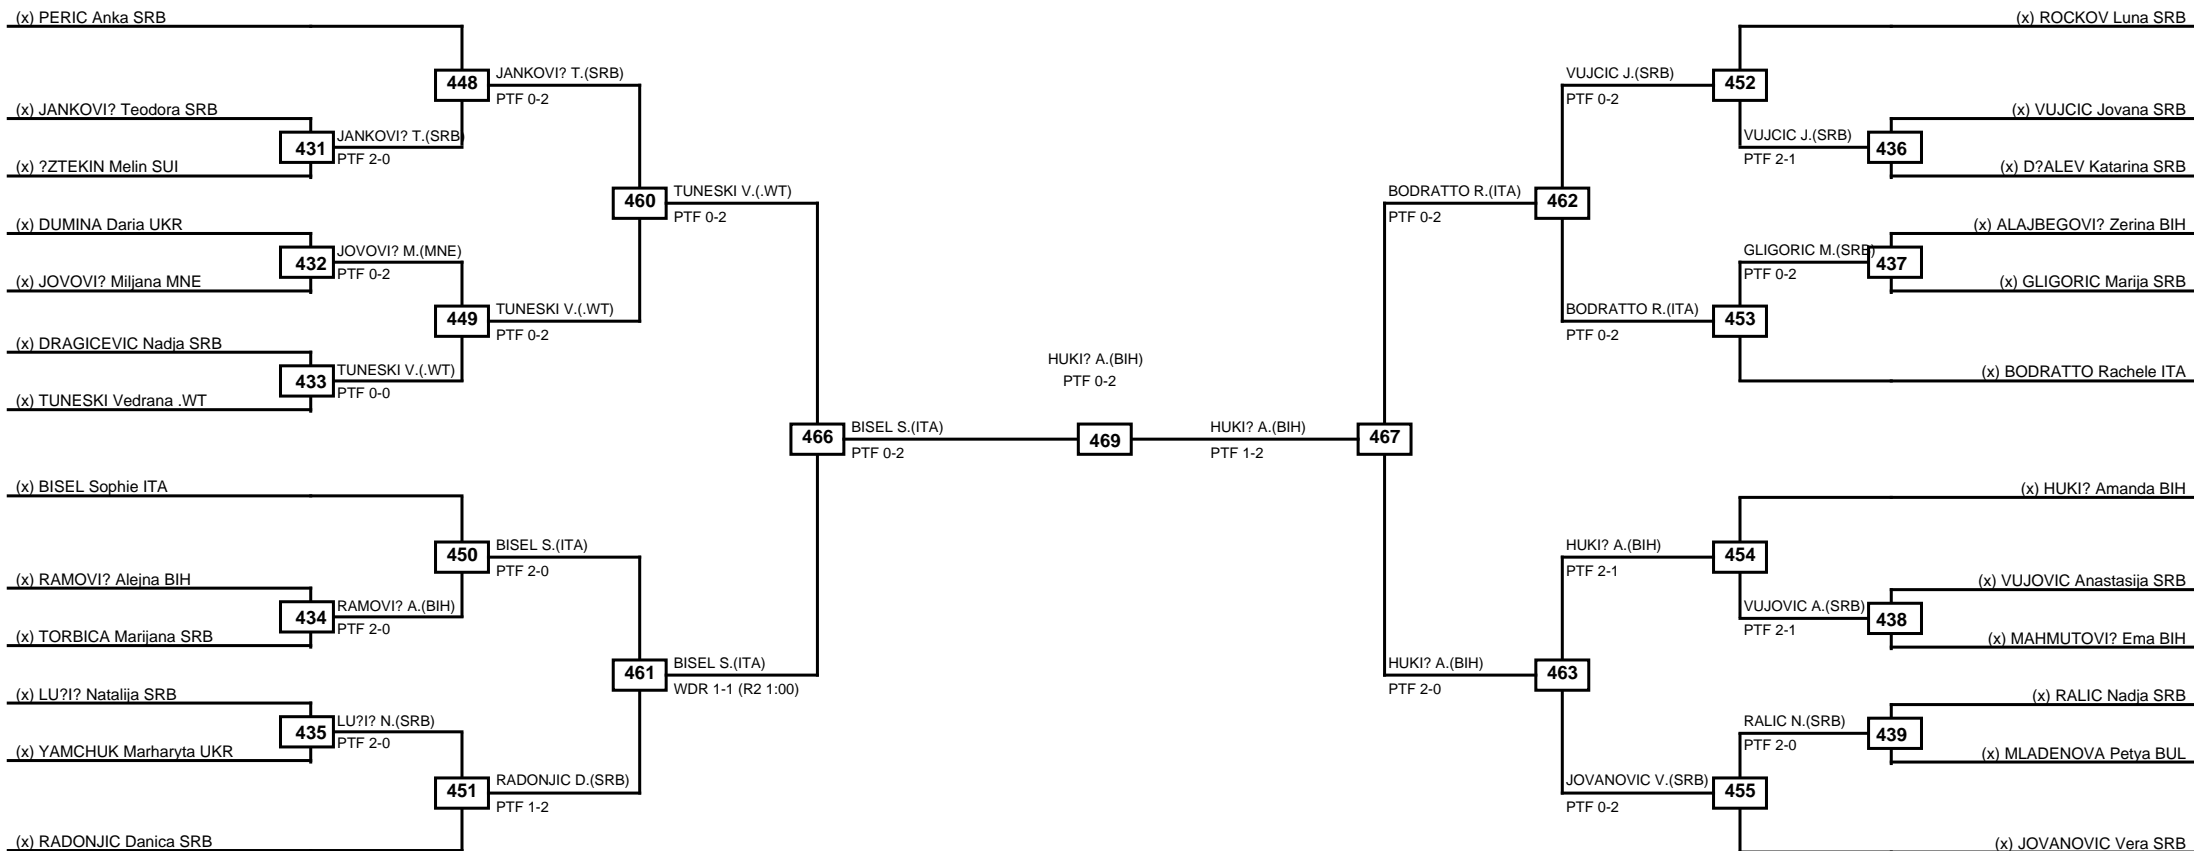 (x) PERIC Anka SRB
(x) JANKOVI? Teodora SRB
(x) ?ZTEKIN Melin SUI
(x) DUMINA Daria UKR
(x) JOVOVI? Miljana MNE
(x) DRAGICEVIC Nadja SRB
(x) TUNESKI Vedrana .WT
(x) BISEL Sophie ITA
(x) RAMOVI? Alejna BIH
(x) TORBICA Marijana SRB
(x) LU?I? Natalija SRB
(x) YAMCHUK Marharyta UKR
(x) RADONJIC Danica SRB
431
JANKOVI? T.(SRB)
PTF 2-0
432
JOVOVI? M.(MNE)
PTF 0-2
433
TUNESKI V.(.WT)
PTF 0-0
434
RAMOVI? A.(BIH)
PTF 2-0
435
LU?I? N.(SRB)
PTF 2-0
448
JANKOVI? T.(SRB)
PTF 0-2
449
TUNESKI V.(.WT)
PTF 0-2
450
BISEL S.(ITA)
PTF 2-0
451
RADONJIC D.(SRB)
PTF 1-2
460
TUNESKI V.(.WT)
PTF 0-2
461
BISEL S.(ITA)
WDR 1-1 (R2 1:00)
466
BISEL S.(ITA)
PTF 0-2
HUKI? A.(BIH)
PTF 0-2
469
HUKI? A.(BIH)
PTF 1-2
467
BODRATTO R.(ITA)
PTF 0-2
462
HUKI? A.(BIH)
PTF 2-0
463
VUJCIC J.(SRB)
PTF 0-2
452
BODRATTO R.(ITA)
PTF 0-2
453
HUKI? A.(BIH)
PTF 2-1
454
JOVANOVIC V.(SRB)
PTF 0-2
455
VUJCIC J.(SRB)
PTF 2-1
436
GLIGORIC M.(SRB)
PTF 0-2
437
VUJOVIC A.(SRB)
PTF 2-1
438
RALIC N.(SRB)
PTF 2-0
439
(x) ROCKOV Luna SRB
(x) VUJCIC Jovana SRB
(x) D?ALEV Katarina SRB
(x) ALAJBEGOVI? Zerina BIH
(x) GLIGORIC Marija SRB
(x) BODRATTO Rachele ITA
(x) HUKI? Amanda BIH
(x) VUJOVIC Anastasija SRB
(x) MAHMUTOVI? Ema BIH
(x) RALIC Nadja SRB
(x) MLADENOVA Petya BUL
(x) JOVANOVIC Vera SRB